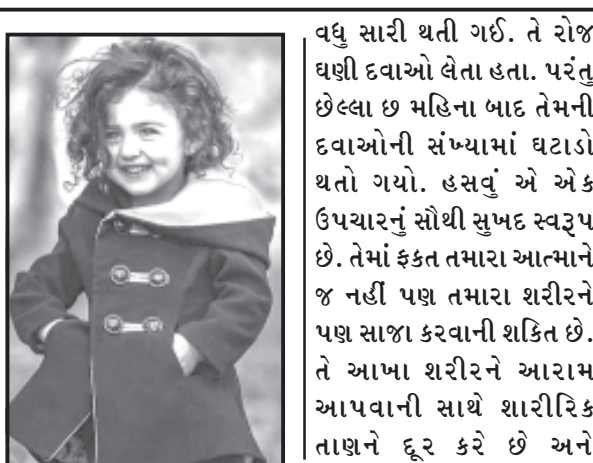 વધુ સારી થતી ગઈ. તે રોજ
ઘણી દવાઓ લેતા હતા. પરંતુ
છેલ્લા છ મહિના બાદ તેમની
દવાઓની સંખ્યામાં ઘટાડો
થતો ગયો. હસવું એ એક
ઉપચારનું સૌથી સુખદ સ્વરૂપ
છે. તેમાં ફકત તમારા આત્માને
જ નહીં પણ તમારા શરીરને
પણ સાજા કરવાની શકિત છે.
તે આખા શરીરને આરામ
આપવાની સાથે શારીરિક
તાણને દૂર કરે છે અને